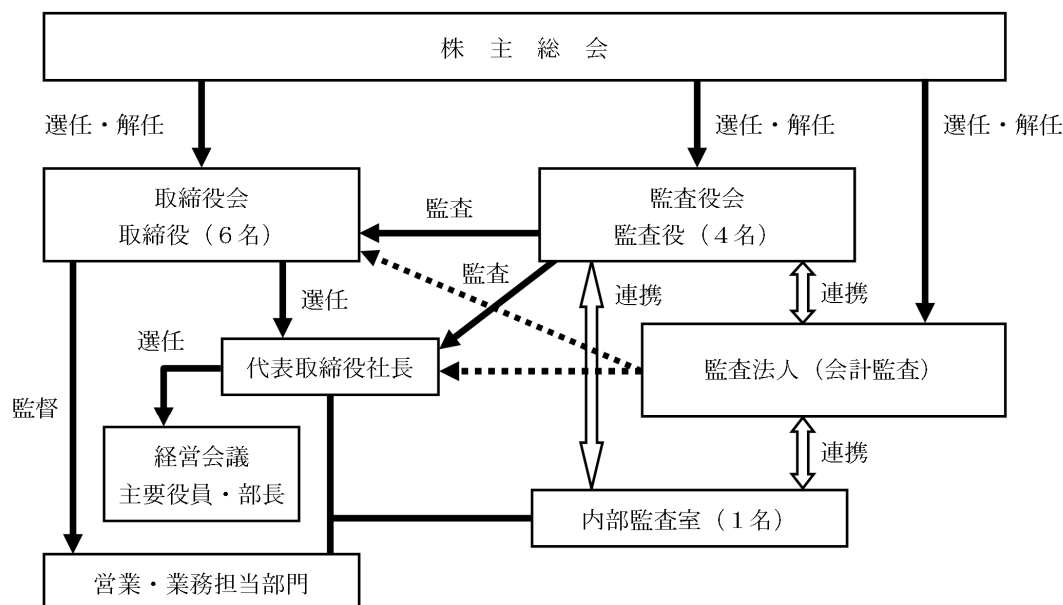 株主総会
選任・解任
選任・解任
選任・解任
取締役会
取締役（６名）
監査
監査役会
監査役（４名）
監査
選任
連携
連携
選任
代表取締役社長
監査法人（会計監査）
監督
経営会議
主要役員・部長
連携
内部監査室（１名）
営業・業務担当部門